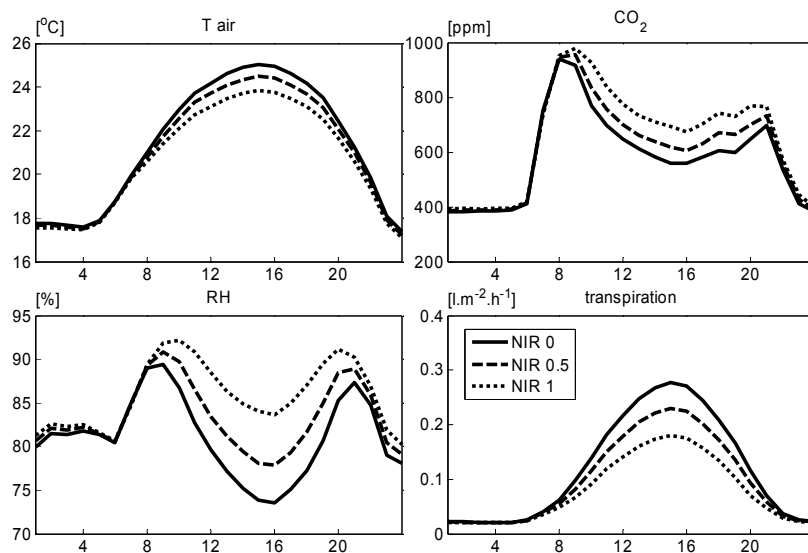 [°C] T air
26
24
22
20
18
16
4 8 12 16 20
[ppm] CO2
1000
800
600
400
200
4 8 12 16 20
[%] RH
95
90
85
80
75
70
4 8 12 16 20
[l.m-2.h-1] transpiration
0.4
0.3
0.2
0.1
0
NIR 0
NIR 0.5
NIR 1
4 8 12 16 20